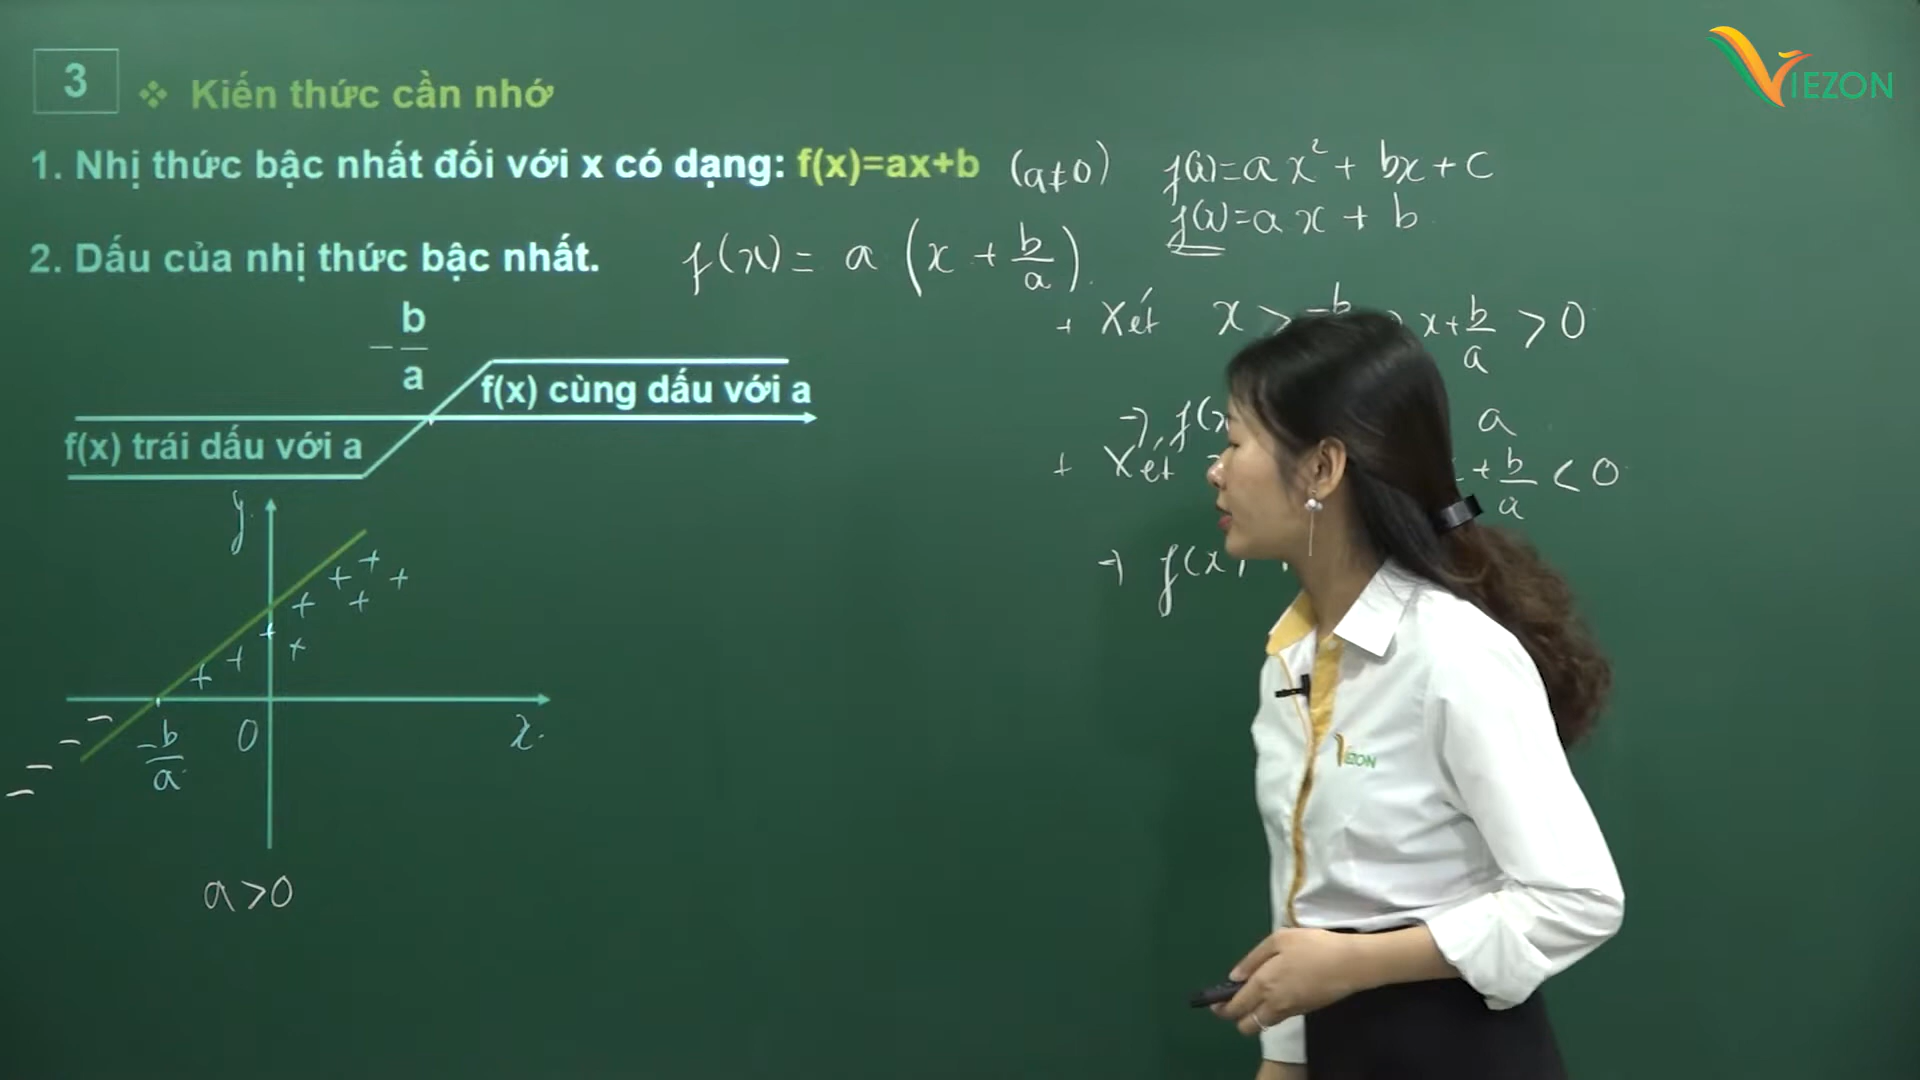 VIEZON
3
❖ Kiến thức cần nhớ
1. Nhị thức bậc nhất đối với x có dạng: f(x)=ax+b (a≠0)
f(x)=ax²+bx+c
f(x)=ax+b
2. Dấu của nhị thức bậc nhất. f(x) = a(x + b/a)
+ Xét x > -b x+b/a > 0
-b/a
f(x) cùng dấu với a
f(x) trái dấu với a
→ f(x a
+ Xét +b/a < 0
→ f(x)
y
+ + + + + + + + +
- - - -
-b/a
0
x
a>0
VIEZON